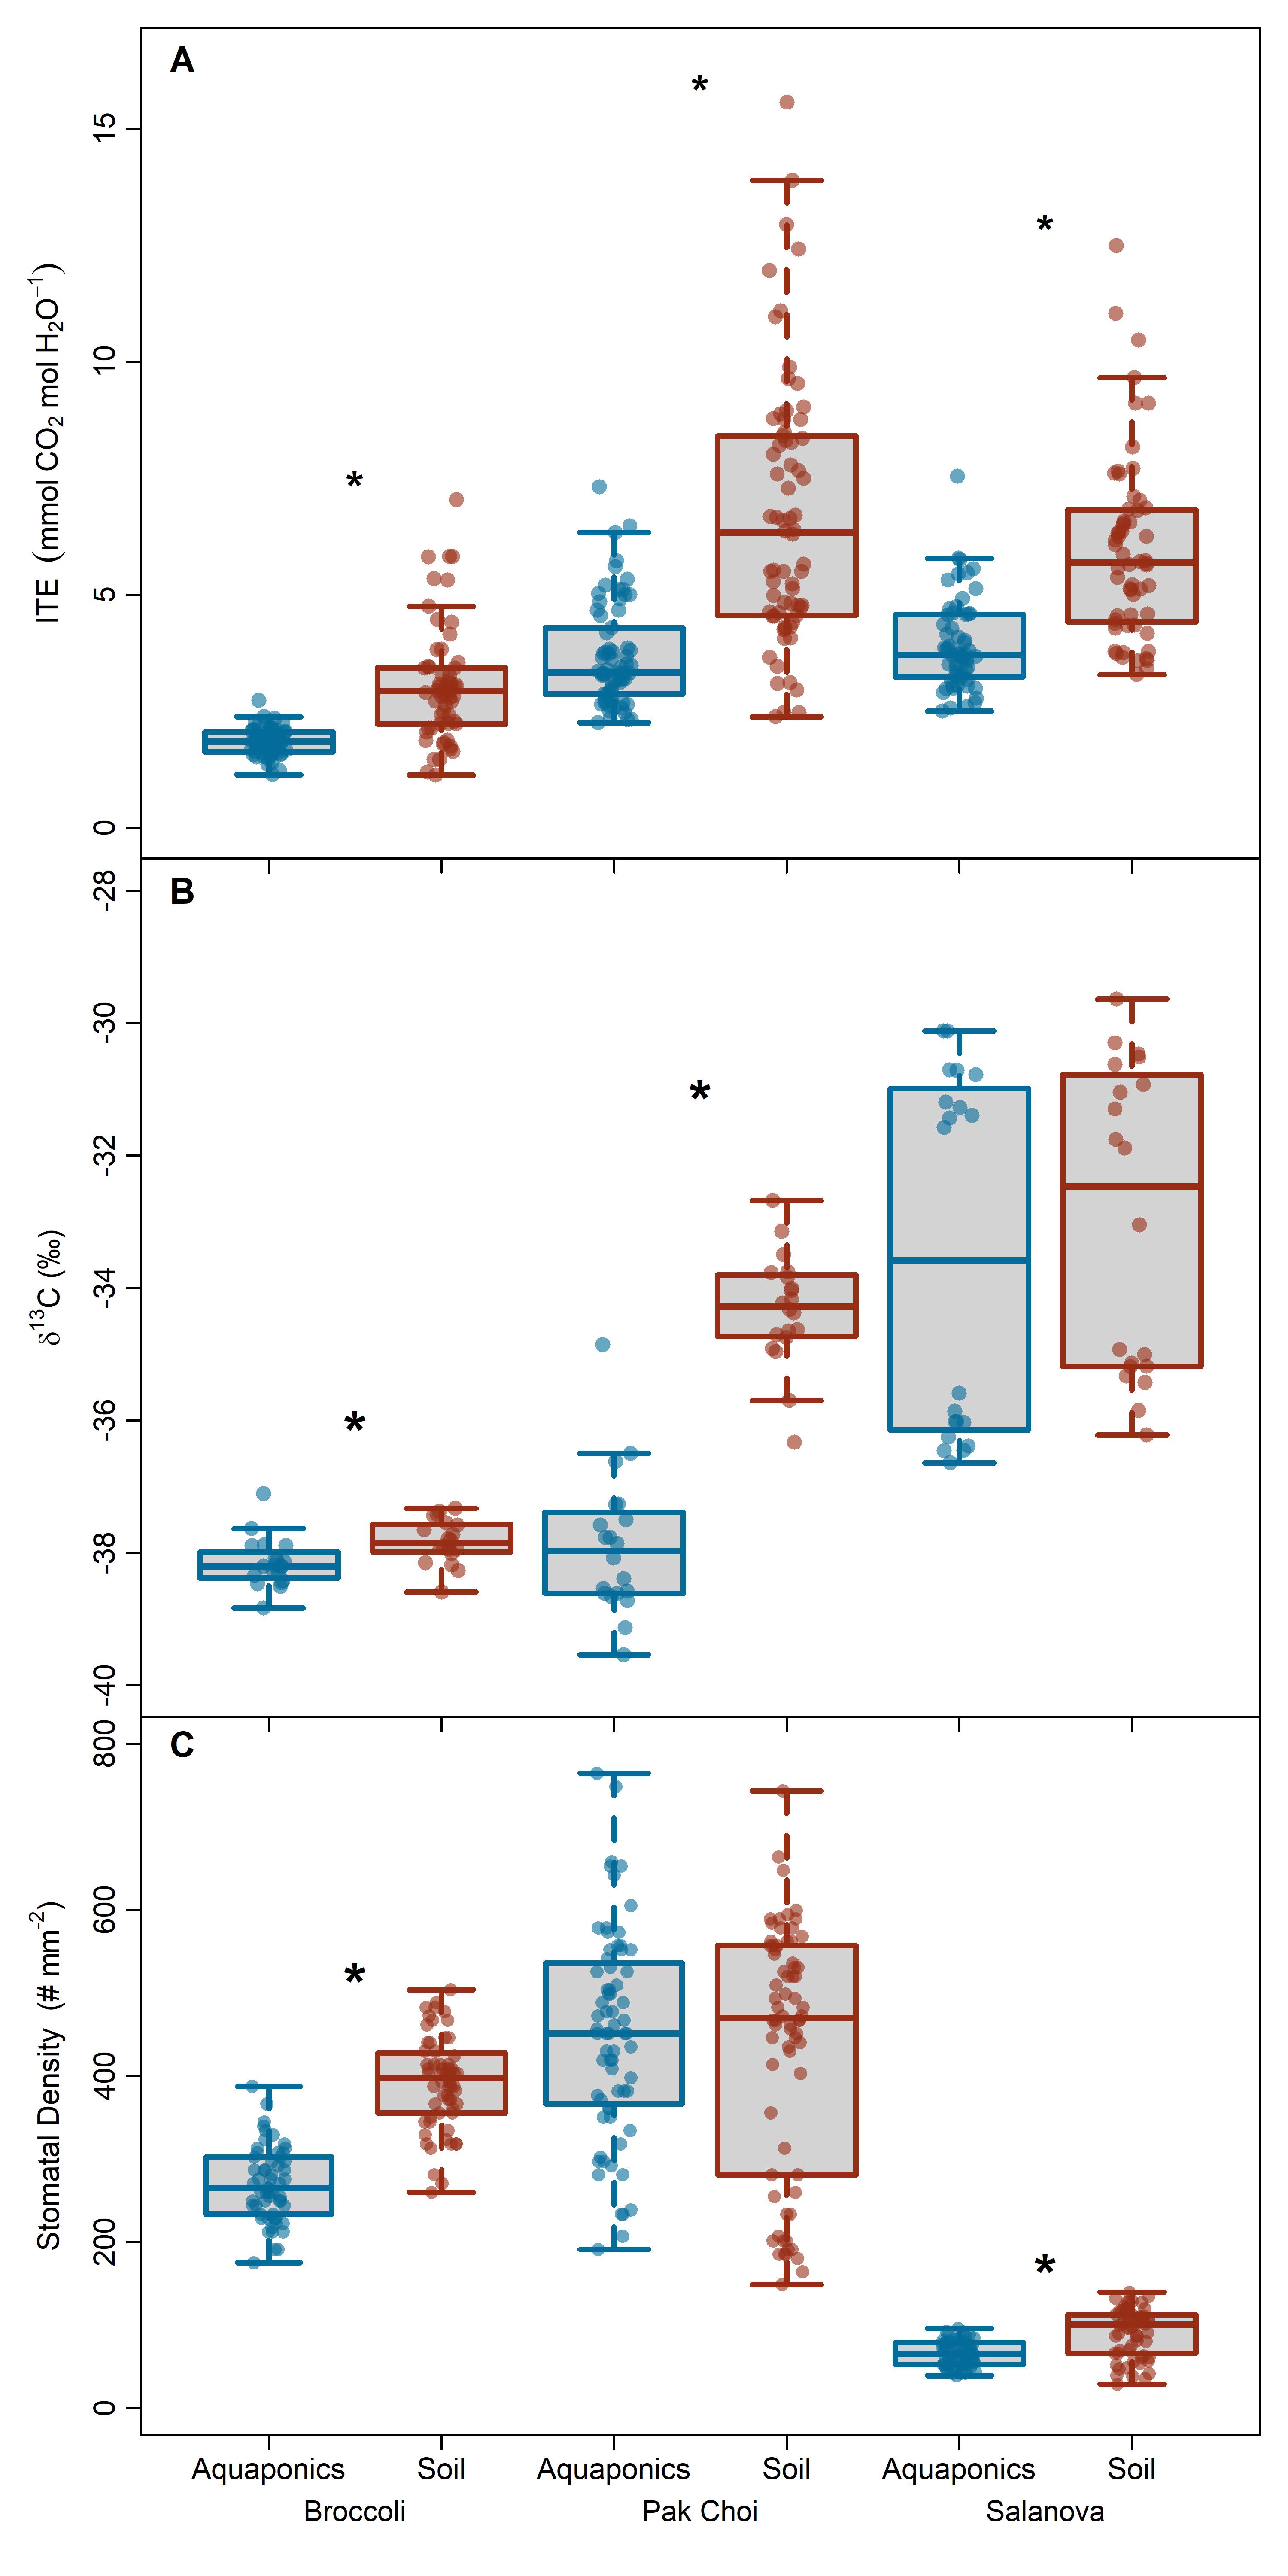 A
*
*
*
15
10
5
0
ITE (mmol CO₂ mol H₂O⁻¹)
B
*
*
-28
-30
-32
-34
-36
-38
-40
δ¹³C (‰)
C
*
*
800
600
400
200
0
Stomatal Density (# mm⁻²)
Aquaponics Soil Aquaponics Soil Aquaponics Soil
Broccoli Pak Choi Salanova